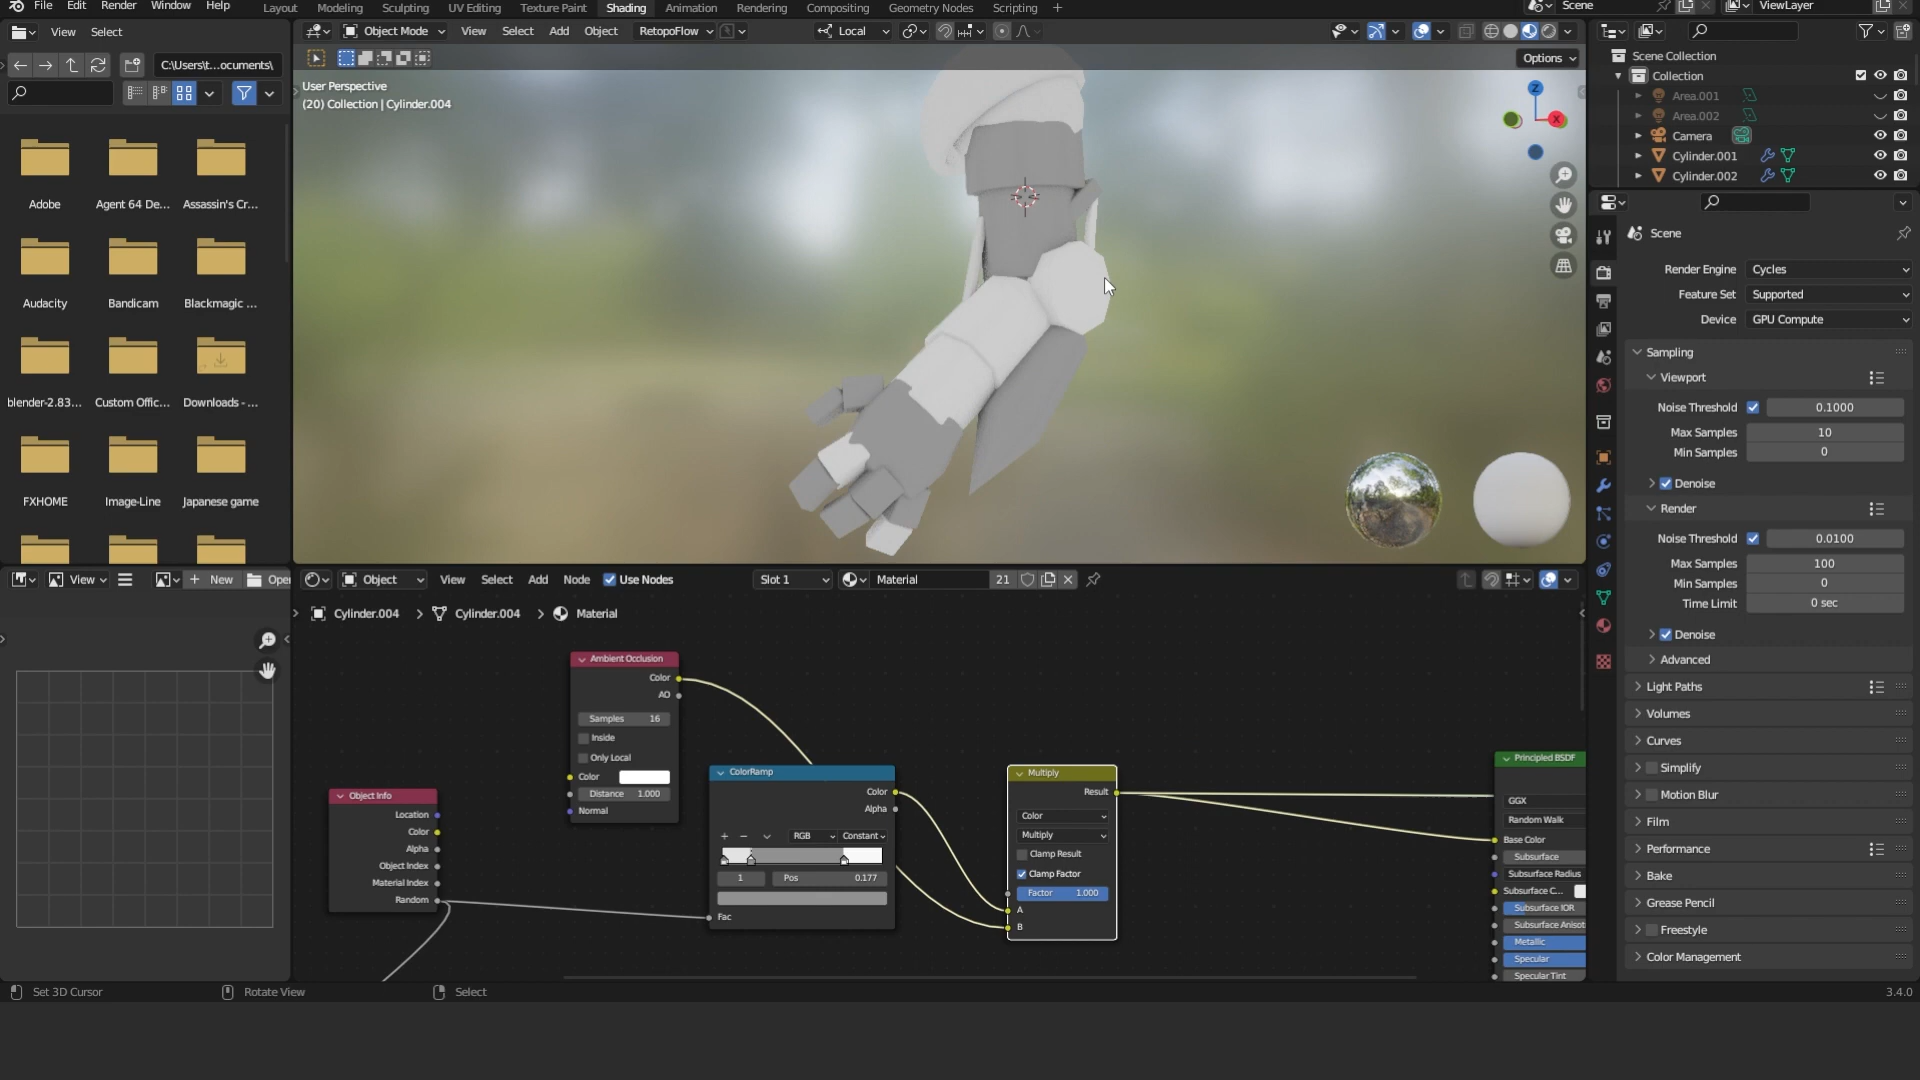 File Edit Render Window Help Layout Modeling Sculpting UV Editing Texture Paint Shading Animation Rendering Compositing Geometry Nodes Scripting + Scene ViewLayer
View Select
Object Mode View Select Add Object RetopoFlow Local
C:\Users\t...ocuments\
Options
User Perspective
(20) Collection | Cylinder.004
Z
X
Adobe Agent 64 De... Assassin's Cr...
Audacity Bandicam Blackmagic ...
blender-2.83... Custom Offic... Downloads - ...
FXHOME Image-Line Japanese game
Scene Collection
Collection
Area.001
Area.002
Camera
Cylinder.001
Cylinder.002
Scene
Render Engine Cycles
Feature Set Supported
Device GPU Compute
Sampling
Viewport
Noise Threshold 0.1000
Max Samples 10
Min Samples 0
Denoise
Render
Noise Threshold 0.0100
Max Samples 100
Min Samples 0
Time Limit 0 sec
Denoise
Advanced
Light Paths
Volumes
Curves
Simplify
Motion Blur
Film
Performance
Bake
Grease Pencil
Freestyle
Color Management
View + New Ope
Object View Select Add Node Use Nodes Slot 1 Material 21
Cylinder.004 > Cylinder.004 > Material
Ambient Occlusion
Color
AO
Samples 16
Inside
Only Local
Color
Distance 1.000
Normal
Object Info
Location
Color
Alpha
Object Index
Material Index
Random
ColorRamp
Color
Alpha
+ − RGB Constant
1 Pos 0.177
Fac
Multiply
Result
Color
Multiply
Clamp Result
Clamp Factor
Factor 1.000
A
B
Principled BSDF
GGX
Random Walk
Base Color
Subsurface
Subsurface Radius
Subsurface C...
Subsurface IOR
Subsurface Anisot
Metallic
Specular
Specular Tint
Set 3D Cursor Rotate View Select 3.4.0